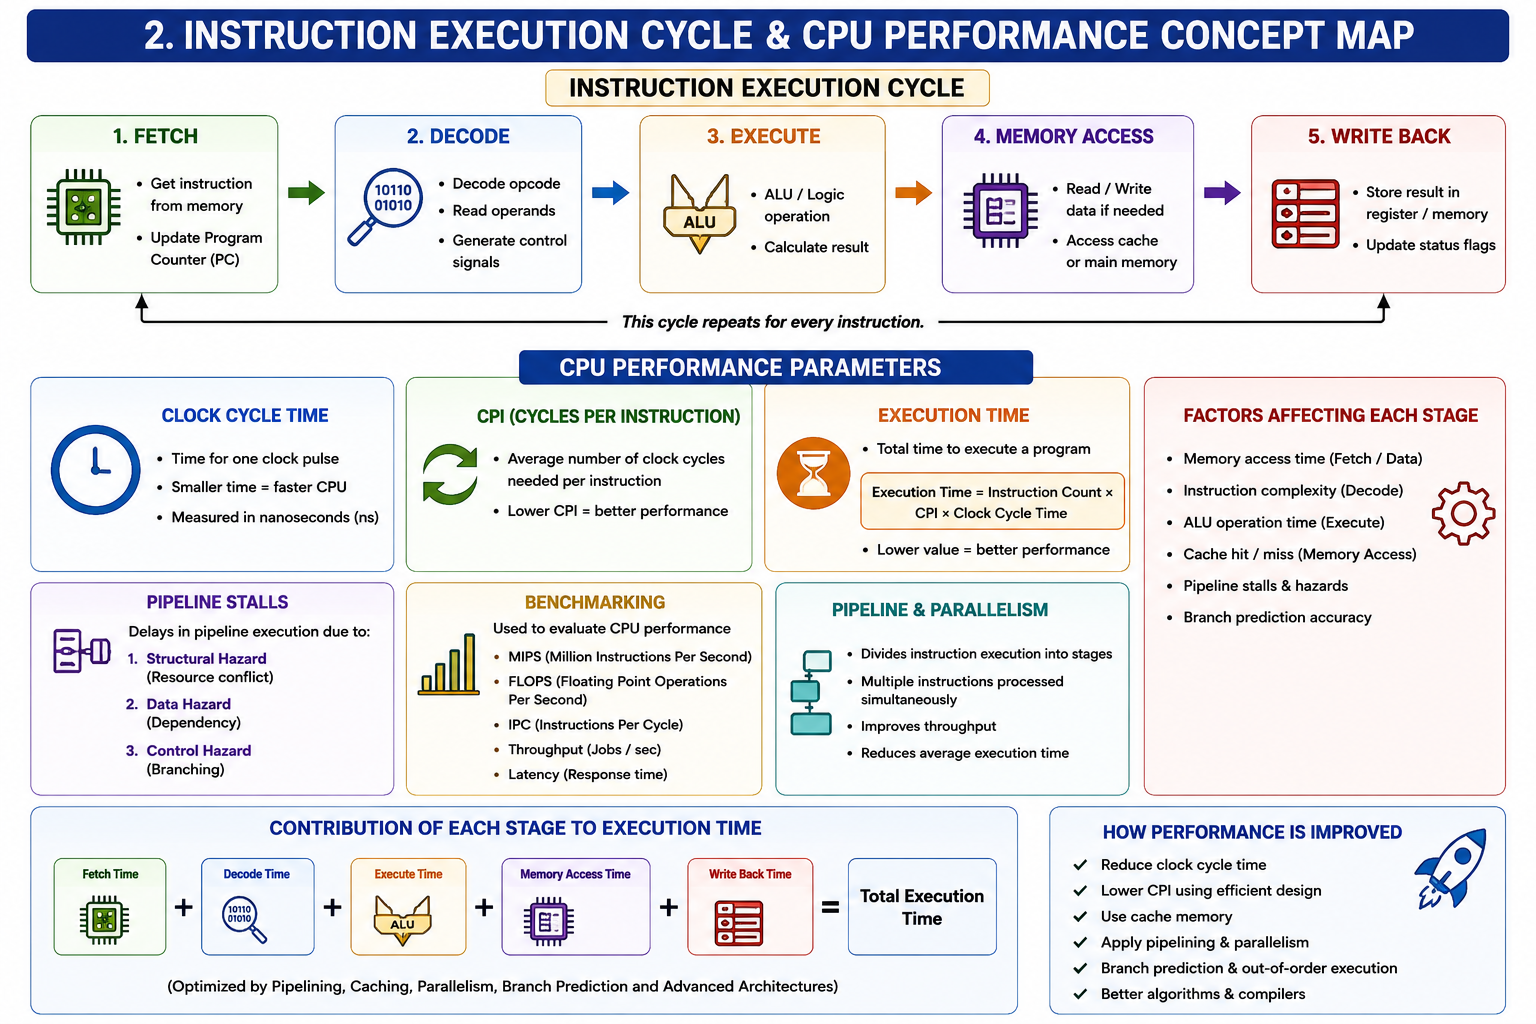 2. INSTRUCTION EXECUTION CYCLE & CPU PERFORMANCE CONCEPT MAP
INSTRUCTION EXECUTION CYCLE
1. FETCH
• Get instruction
from memory
• Update Program
Counter (PC)
2. DECODE
10110
01010
• Decode opcode
• Read operands
• Generate control
signals
3. EXECUTE
ALU
• ALU / Logic
operation
• Calculate result
4. MEMORY ACCESS
• Read / Write
data if needed
• Access cache
or main memory
5. WRITE BACK
• Store result in
register / memory
• Update status flags
This cycle repeats for every instruction.
CPU PERFORMANCE PARAMETERS
CLOCK CYCLE TIME
• Time for one clock pulse
• Smaller time = faster CPU
• Measured in nanoseconds (ns)
CPI (CYCLES PER INSTRUCTION)
• Average number of clock cycles
needed per instruction
• Lower CPI = better performance
EXECUTION TIME
• Total time to execute a program
Execution Time = Instruction Count ×
CPI × Clock Cycle Time
• Lower value = better performance
FACTORS AFFECTING EACH STAGE
• Memory access time (Fetch / Data)
• Instruction complexity (Decode)
• ALU operation time (Execute)
• Cache hit / miss (Memory Access)
• Pipeline stalls & hazards
• Branch prediction accuracy
PIPELINE STALLS
Delays in pipeline execution due to:
1. Structural Hazard
(Resource conflict)
2. Data Hazard
(Dependency)
3. Control Hazard
(Branching)
BENCHMARKING
Used to evaluate CPU performance
• MIPS (Million Instructions Per Second)
• FLOPS (Floating Point Operations
Per Second)
• IPC (Instructions Per Cycle)
• Throughput (Jobs / sec)
• Latency (Response time)
PIPELINE & PARALLELISM
• Divides instruction execution into stages
• Multiple instructions processed
simultaneously
• Improves throughput
• Reduces average execution time
CONTRIBUTION OF EACH STAGE TO EXECUTION TIME
Fetch Time
+
Decode Time
10110
01010
+
Execute Time
ALU
+
Memory Access Time
+
Write Back Time
=
Total Execution
Time
(Optimized by Pipelining, Caching, Parallelism, Branch Prediction and Advanced Architectures)
HOW PERFORMANCE IS IMPROVED
✓ Reduce clock cycle time
✓ Lower CPI using efficient design
✓ Use cache memory
✓ Apply pipelining & parallelism
✓ Branch prediction & out-of-order execution
✓ Better algorithms & compilers